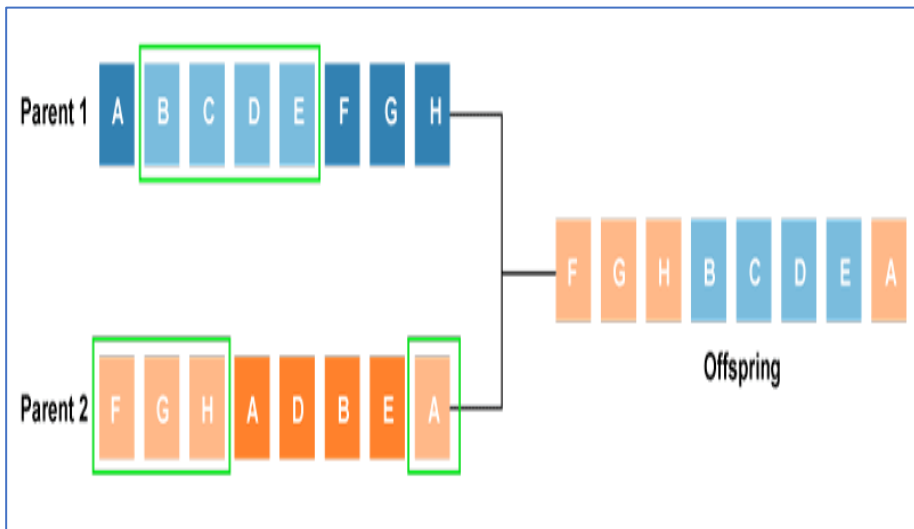 Parent 1 A B C D E F G H
F G H B C D E A
Offspring
Parent 2 F G H A D B E A